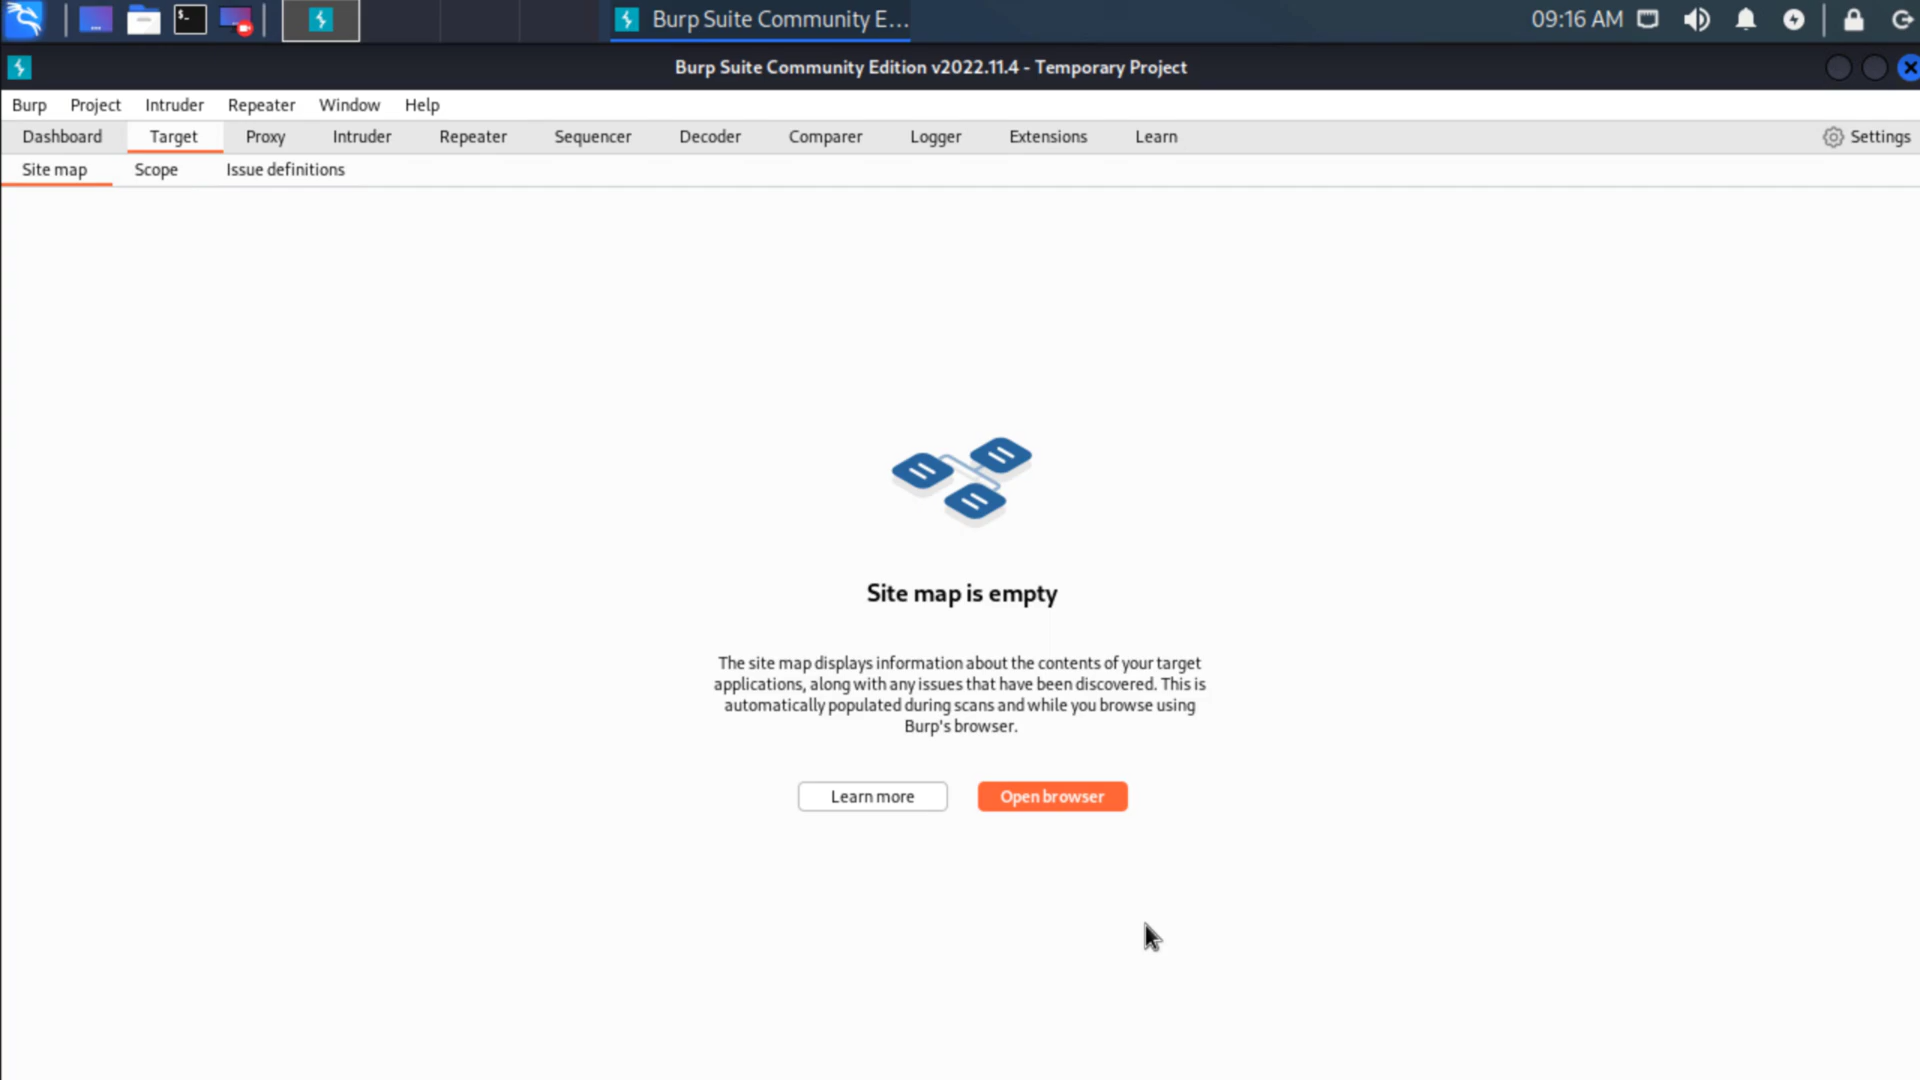 Burp Suite Community E...
09:16 AM
Burp Suite Community Edition v2022.11.4 - Temporary Project
Burp Project Intruder Repeater Window Help
Dashboard Target Proxy Intruder Repeater Sequencer Decoder Comparer Logger Extensions Learn Settings
Site map Scope Issue definitions
Site map is empty
The site map displays information about the contents of your target
applications, along with any issues that have been discovered. This is
automatically populated during scans and while you browse using
Burp's browser.
Learn more Open browser